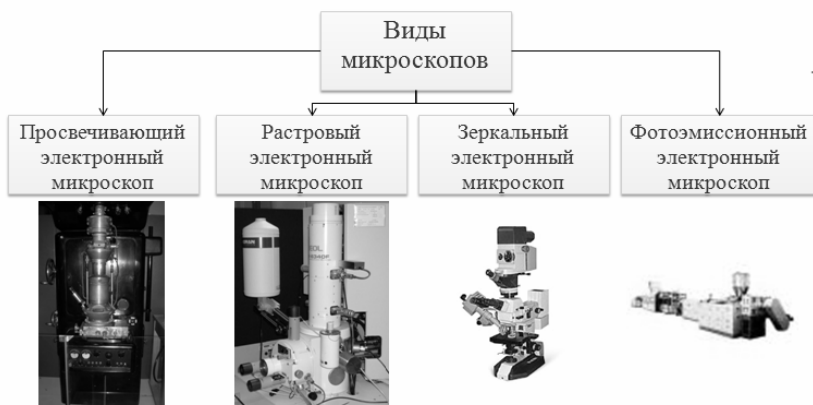 Виды
микроскопов
Просвечивающий
электронный
микроскоп
Растровый
электронный
микроскоп
Зеркальный
электронный
микроскоп
Фотоэмиссионный
электронный
микроскоп